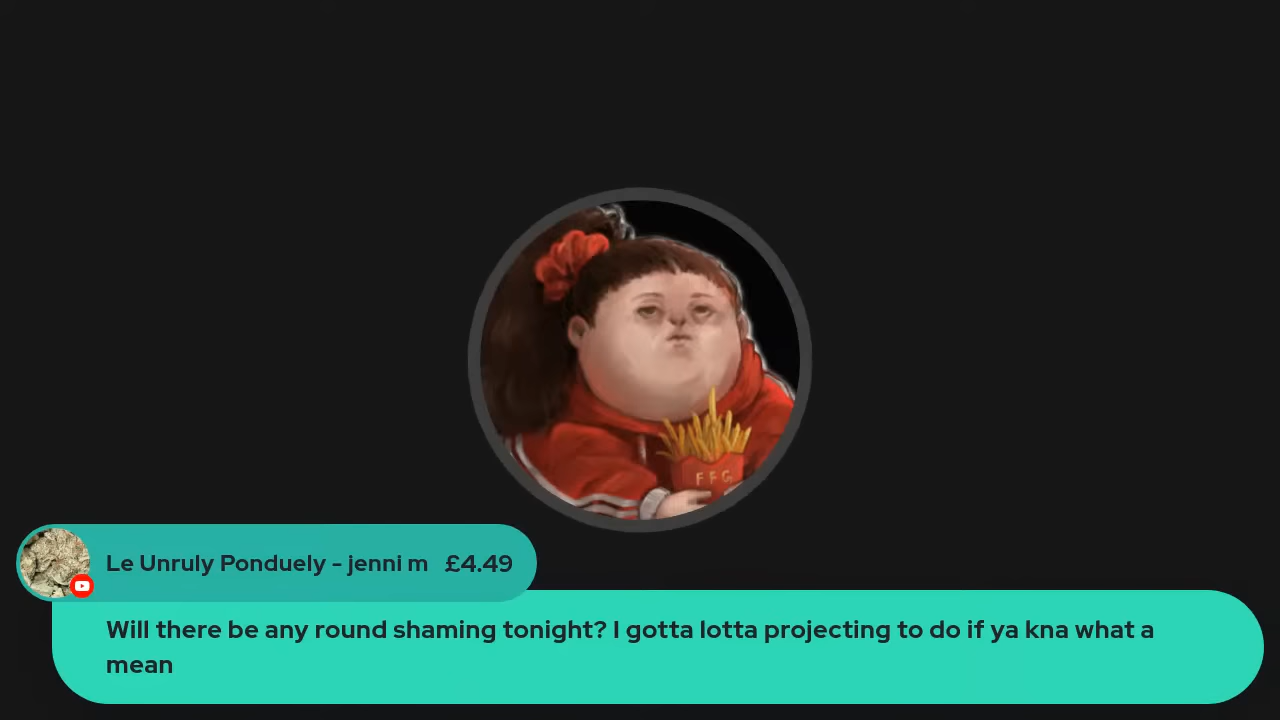 FFG
Le Unruly Ponduely - jenni m £4.49
Will there be any round shaming tonight? I gotta lotta projecting to do if ya kna what a
mean